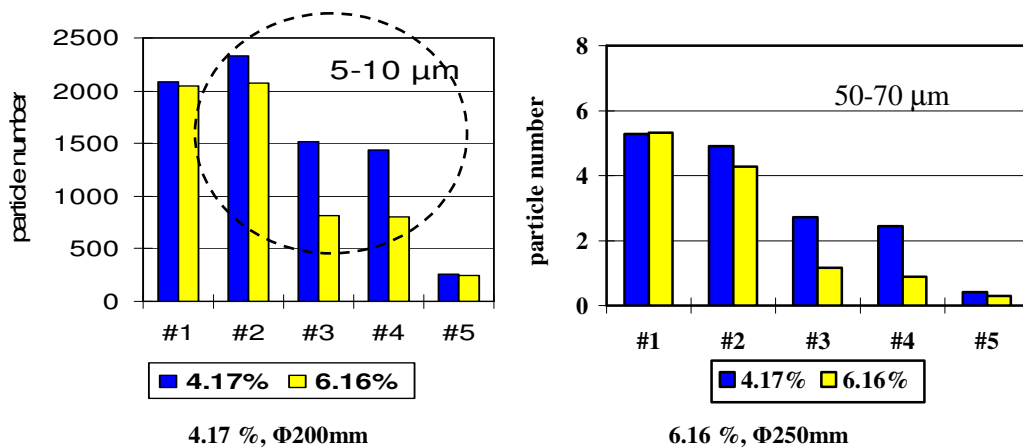 particle number
2500
2000
1500
1000
500
0
5-10 μm
#1 #2 #3 #4 #5
4.17% 6.16%
4.17 %, Φ200mm
particle number
8
6
4
2
0
50-70 μm
#1 #2 #3 #4 #5
4.17% 6.16%
6.16 %, Φ250mm